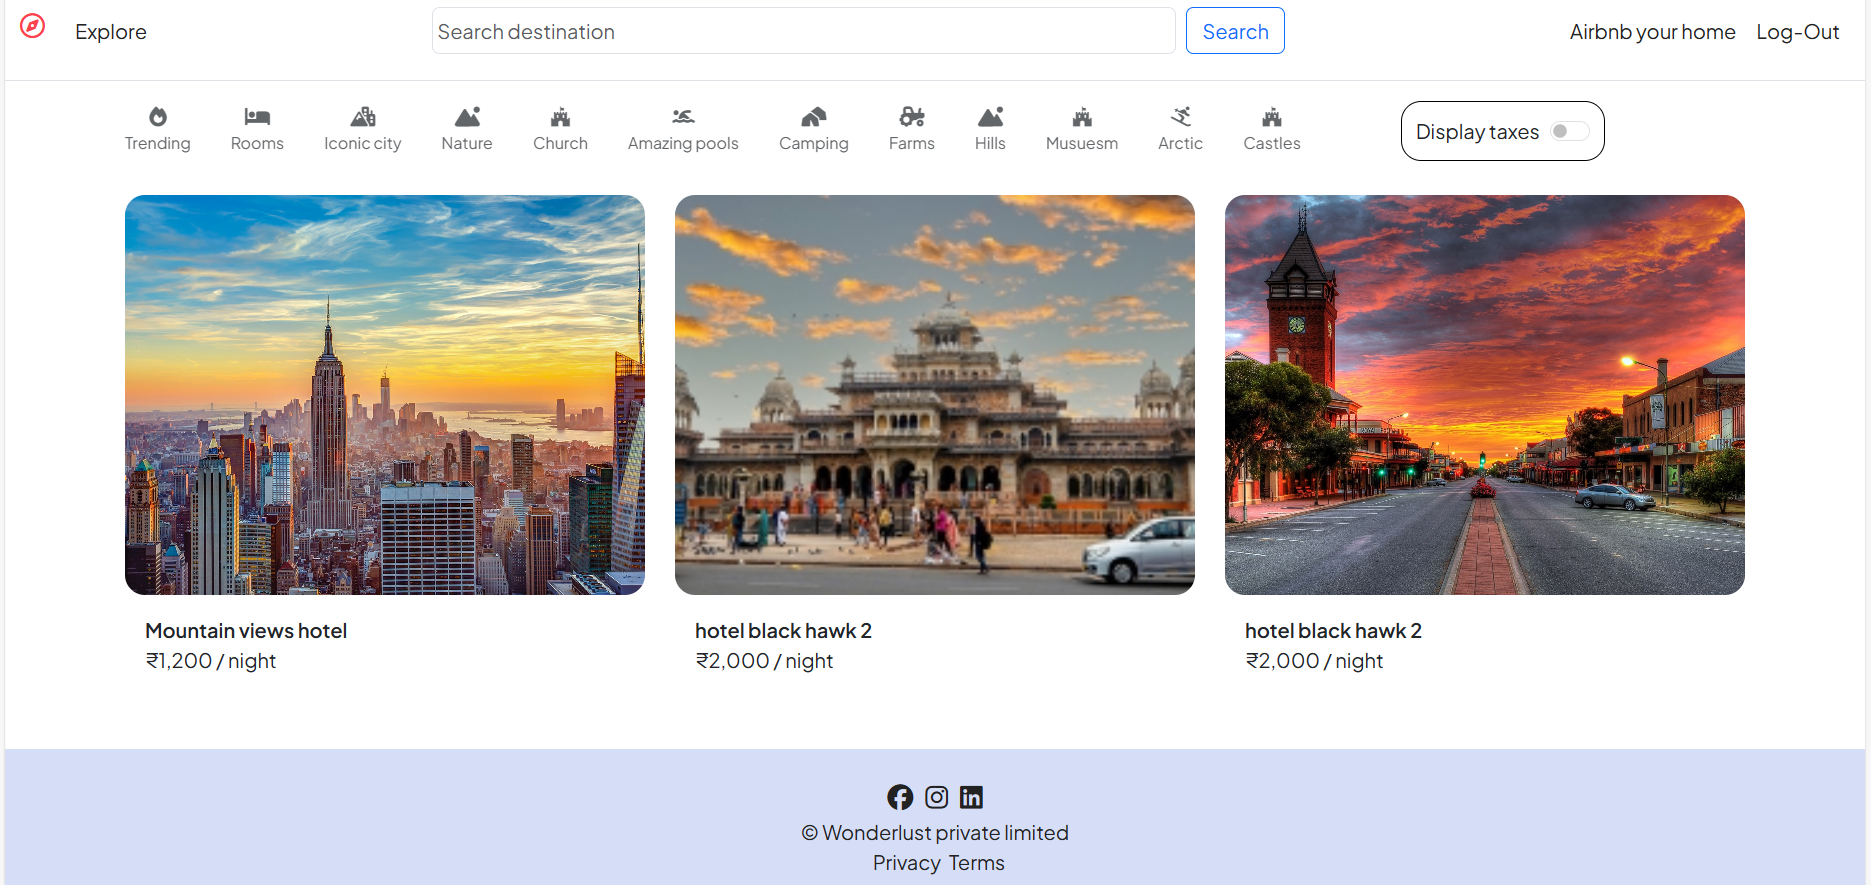 Explore
Search destination
Search
Airbnb your home
Log-Out
Trending
Rooms
Iconic city
Nature
Church
Amazing pools
Camping
Farms
Hills
Musuesm
Arctic
Castles
Display taxes
Mountain views hotel
₹1,200 / night
hotel black hawk 2
₹2,000 / night
hotel black hawk 2
₹2,000 / night
© Wonderlust private limited
Privacy Terms